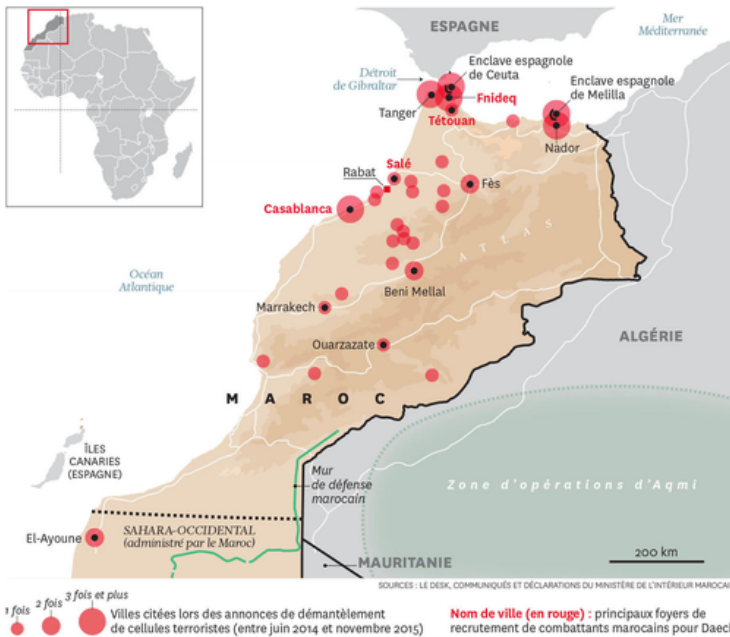 ESPAGNE
Mer
Méditerranée
Détroit
de Gibraltar
Enclave espagnole
de Ceuta
Enclave espagnole
de Melilla
Fnideq
Tanger
Tétouan
Nador
Salé
Rabat
Fès
Casablanca
ATLAS
Océan
Atlantique
Beni Mellal
Marrakech
ALGÉRIE
Ouarzazate
MAROC
ÎLES
CANARIES
(ESPAGNE)
Mur
de défense
marocain
Zone d'opérations d'Aqmi
SAHARA-OCCIDENTAL
(administré par le Maroc)
El-Ayoune
200 km
MAURITANIE
SOURCES : LE DESK, COMMUNIQUÉS ET DÉCLARATIONS DU MINISTÈRE DE L'INTÉRIEUR MAROCAI
1 fois
2 fois
3 fois et plus
Villes citées lors des annonces de démantèlement
de cellules terroristes (entre juin 2014 et novembre 2015)
Nom de ville (en rouge) : principaux foyers de
recrutement de combattants marocains pour Daec